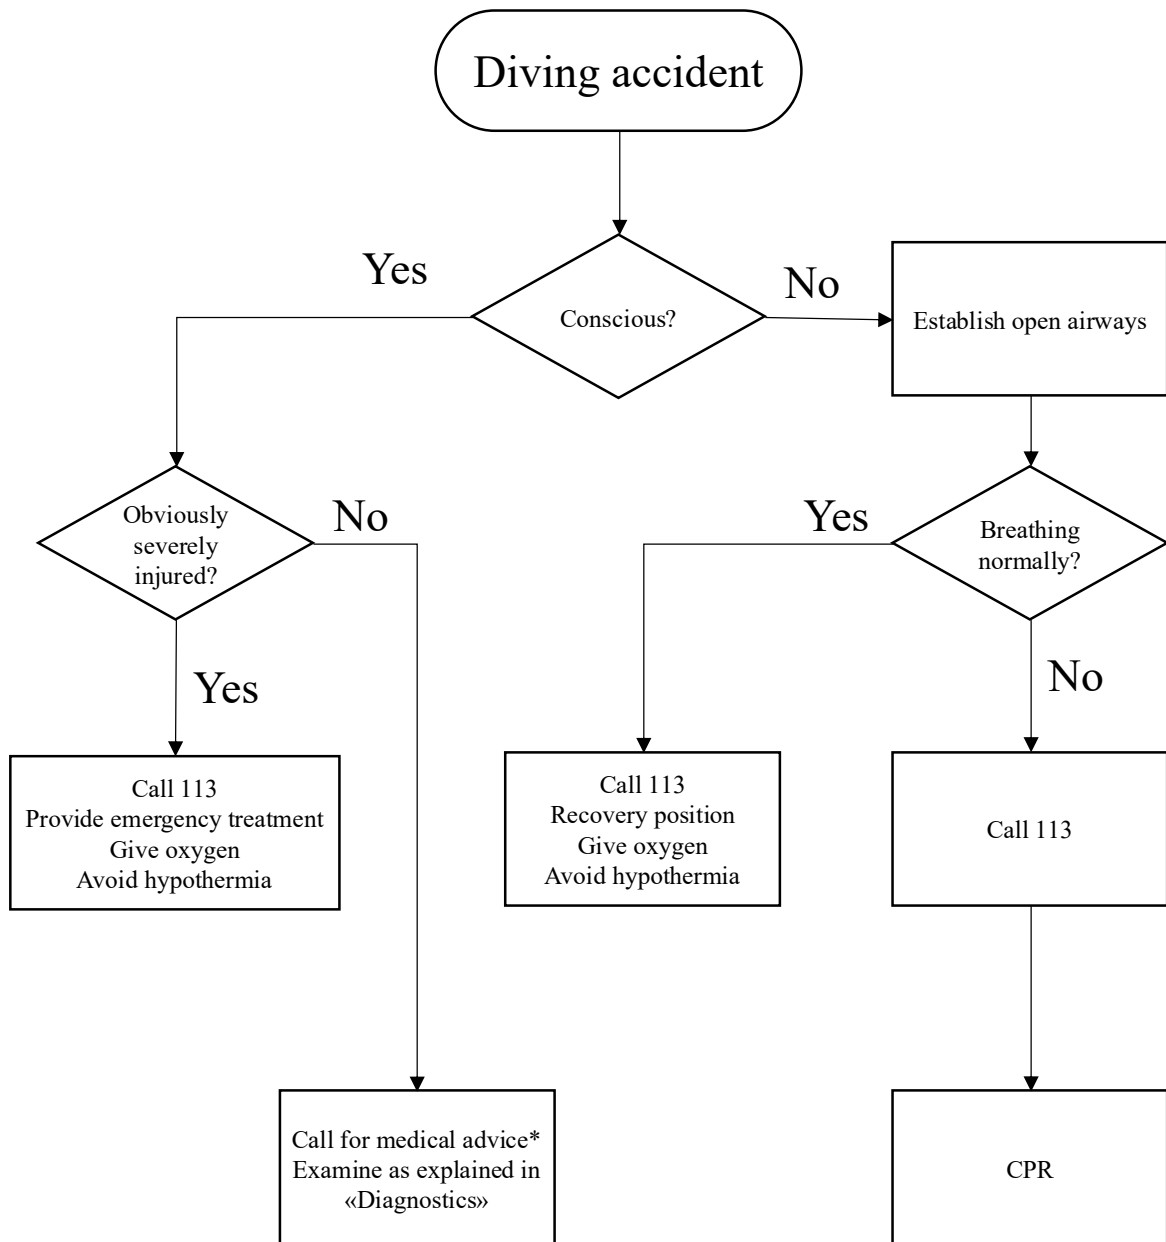 Diving accident
Yes
No
Conscious?
Establish open airways
Obviously
severely
injured?
No
Yes
Breathing
normally?
Yes
No
Call 113
Provide emergency treatment
Give oxygen
Avoid hypothermia
Call 113
Recovery position
Give oxygen
Avoid hypothermia
Call 113
Call for medical advice*
Examine as explained in
«Diagnostics»
CPR